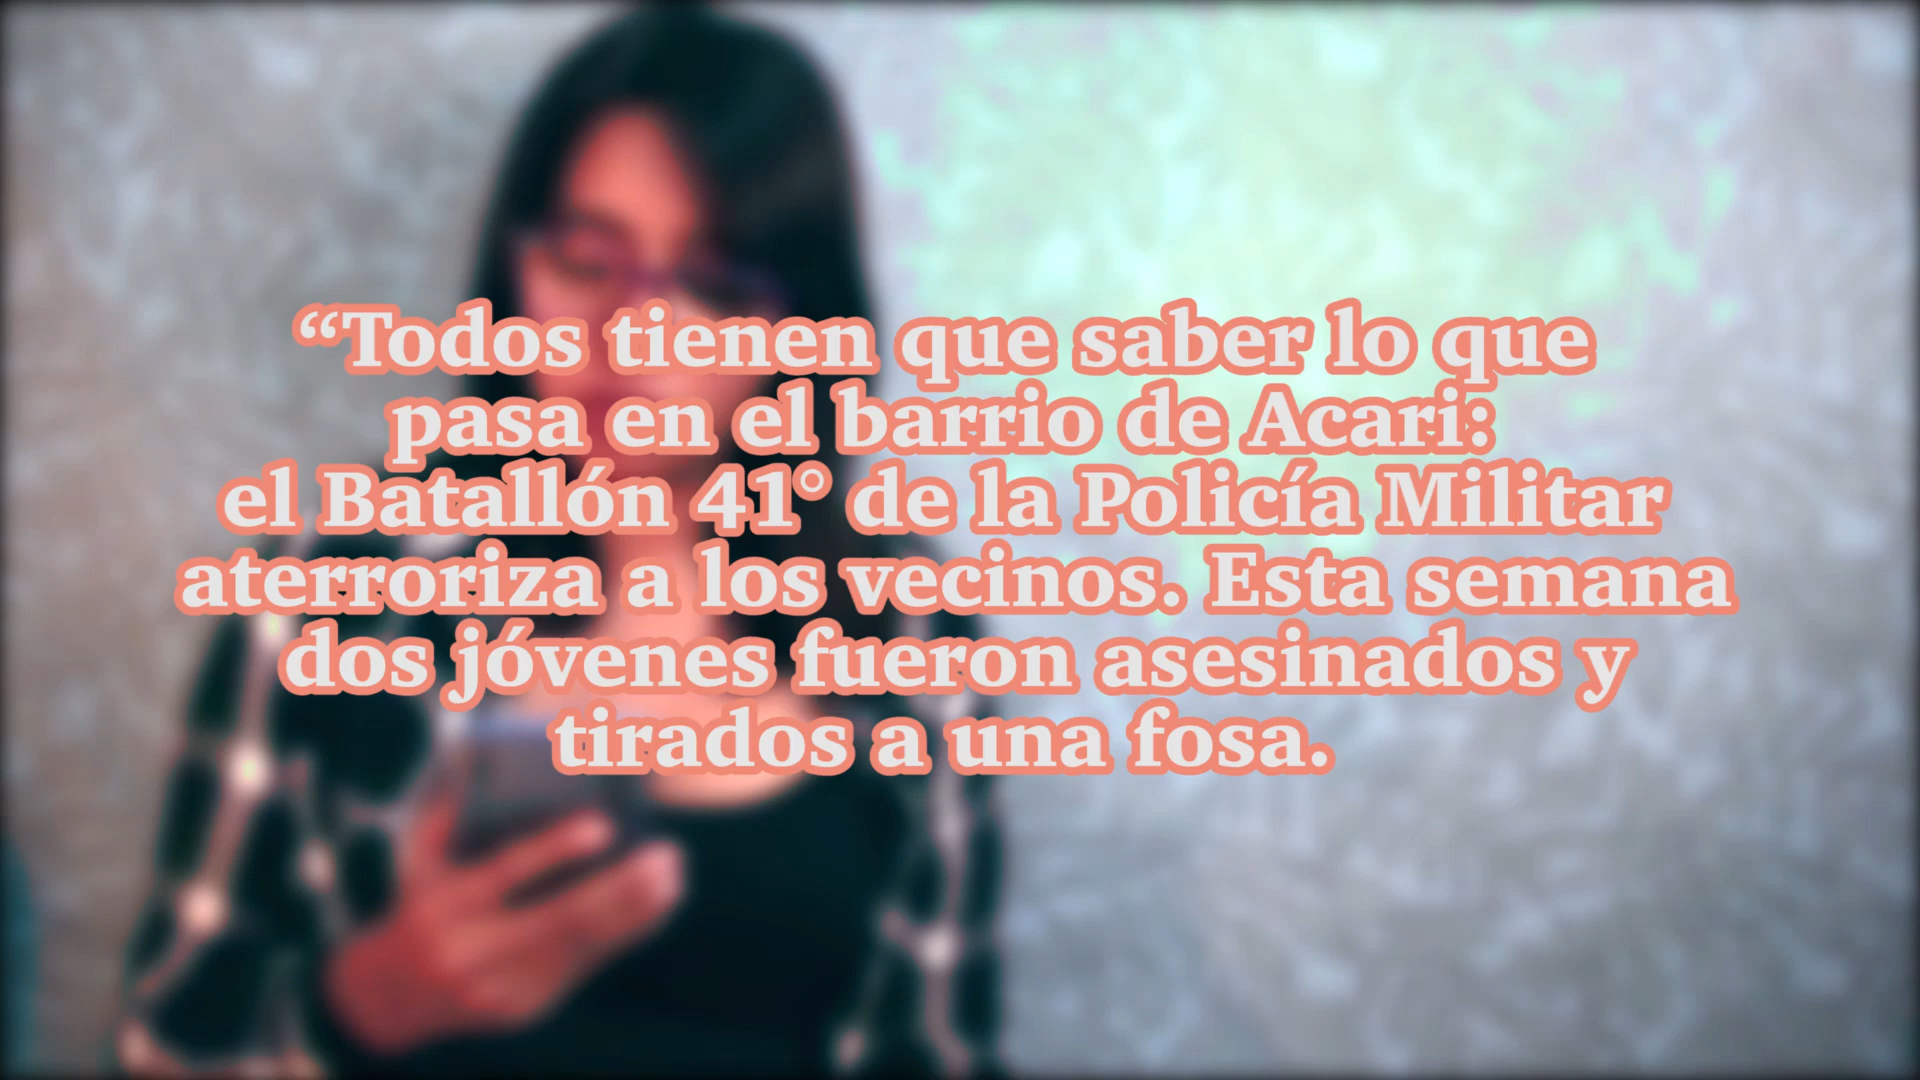 “Todos tienen que saber lo que
pasa en el barrio de Acari:
el Batallón 41° de la Policía Militar
aterroriza a los vecinos. Esta semana
dos jóvenes fueron asesinados y
tirados a una fosa.